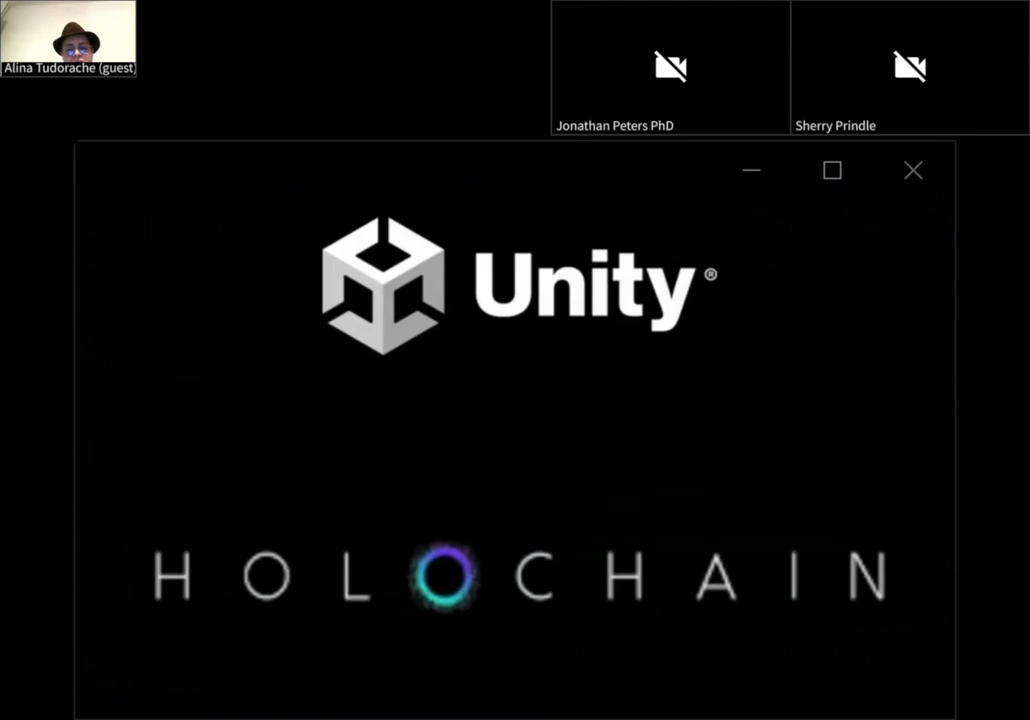 Alina Tudorache (guest)
Jonathan Peters PhD
Sherry Prindle
Unity®
HOLOCHAIN